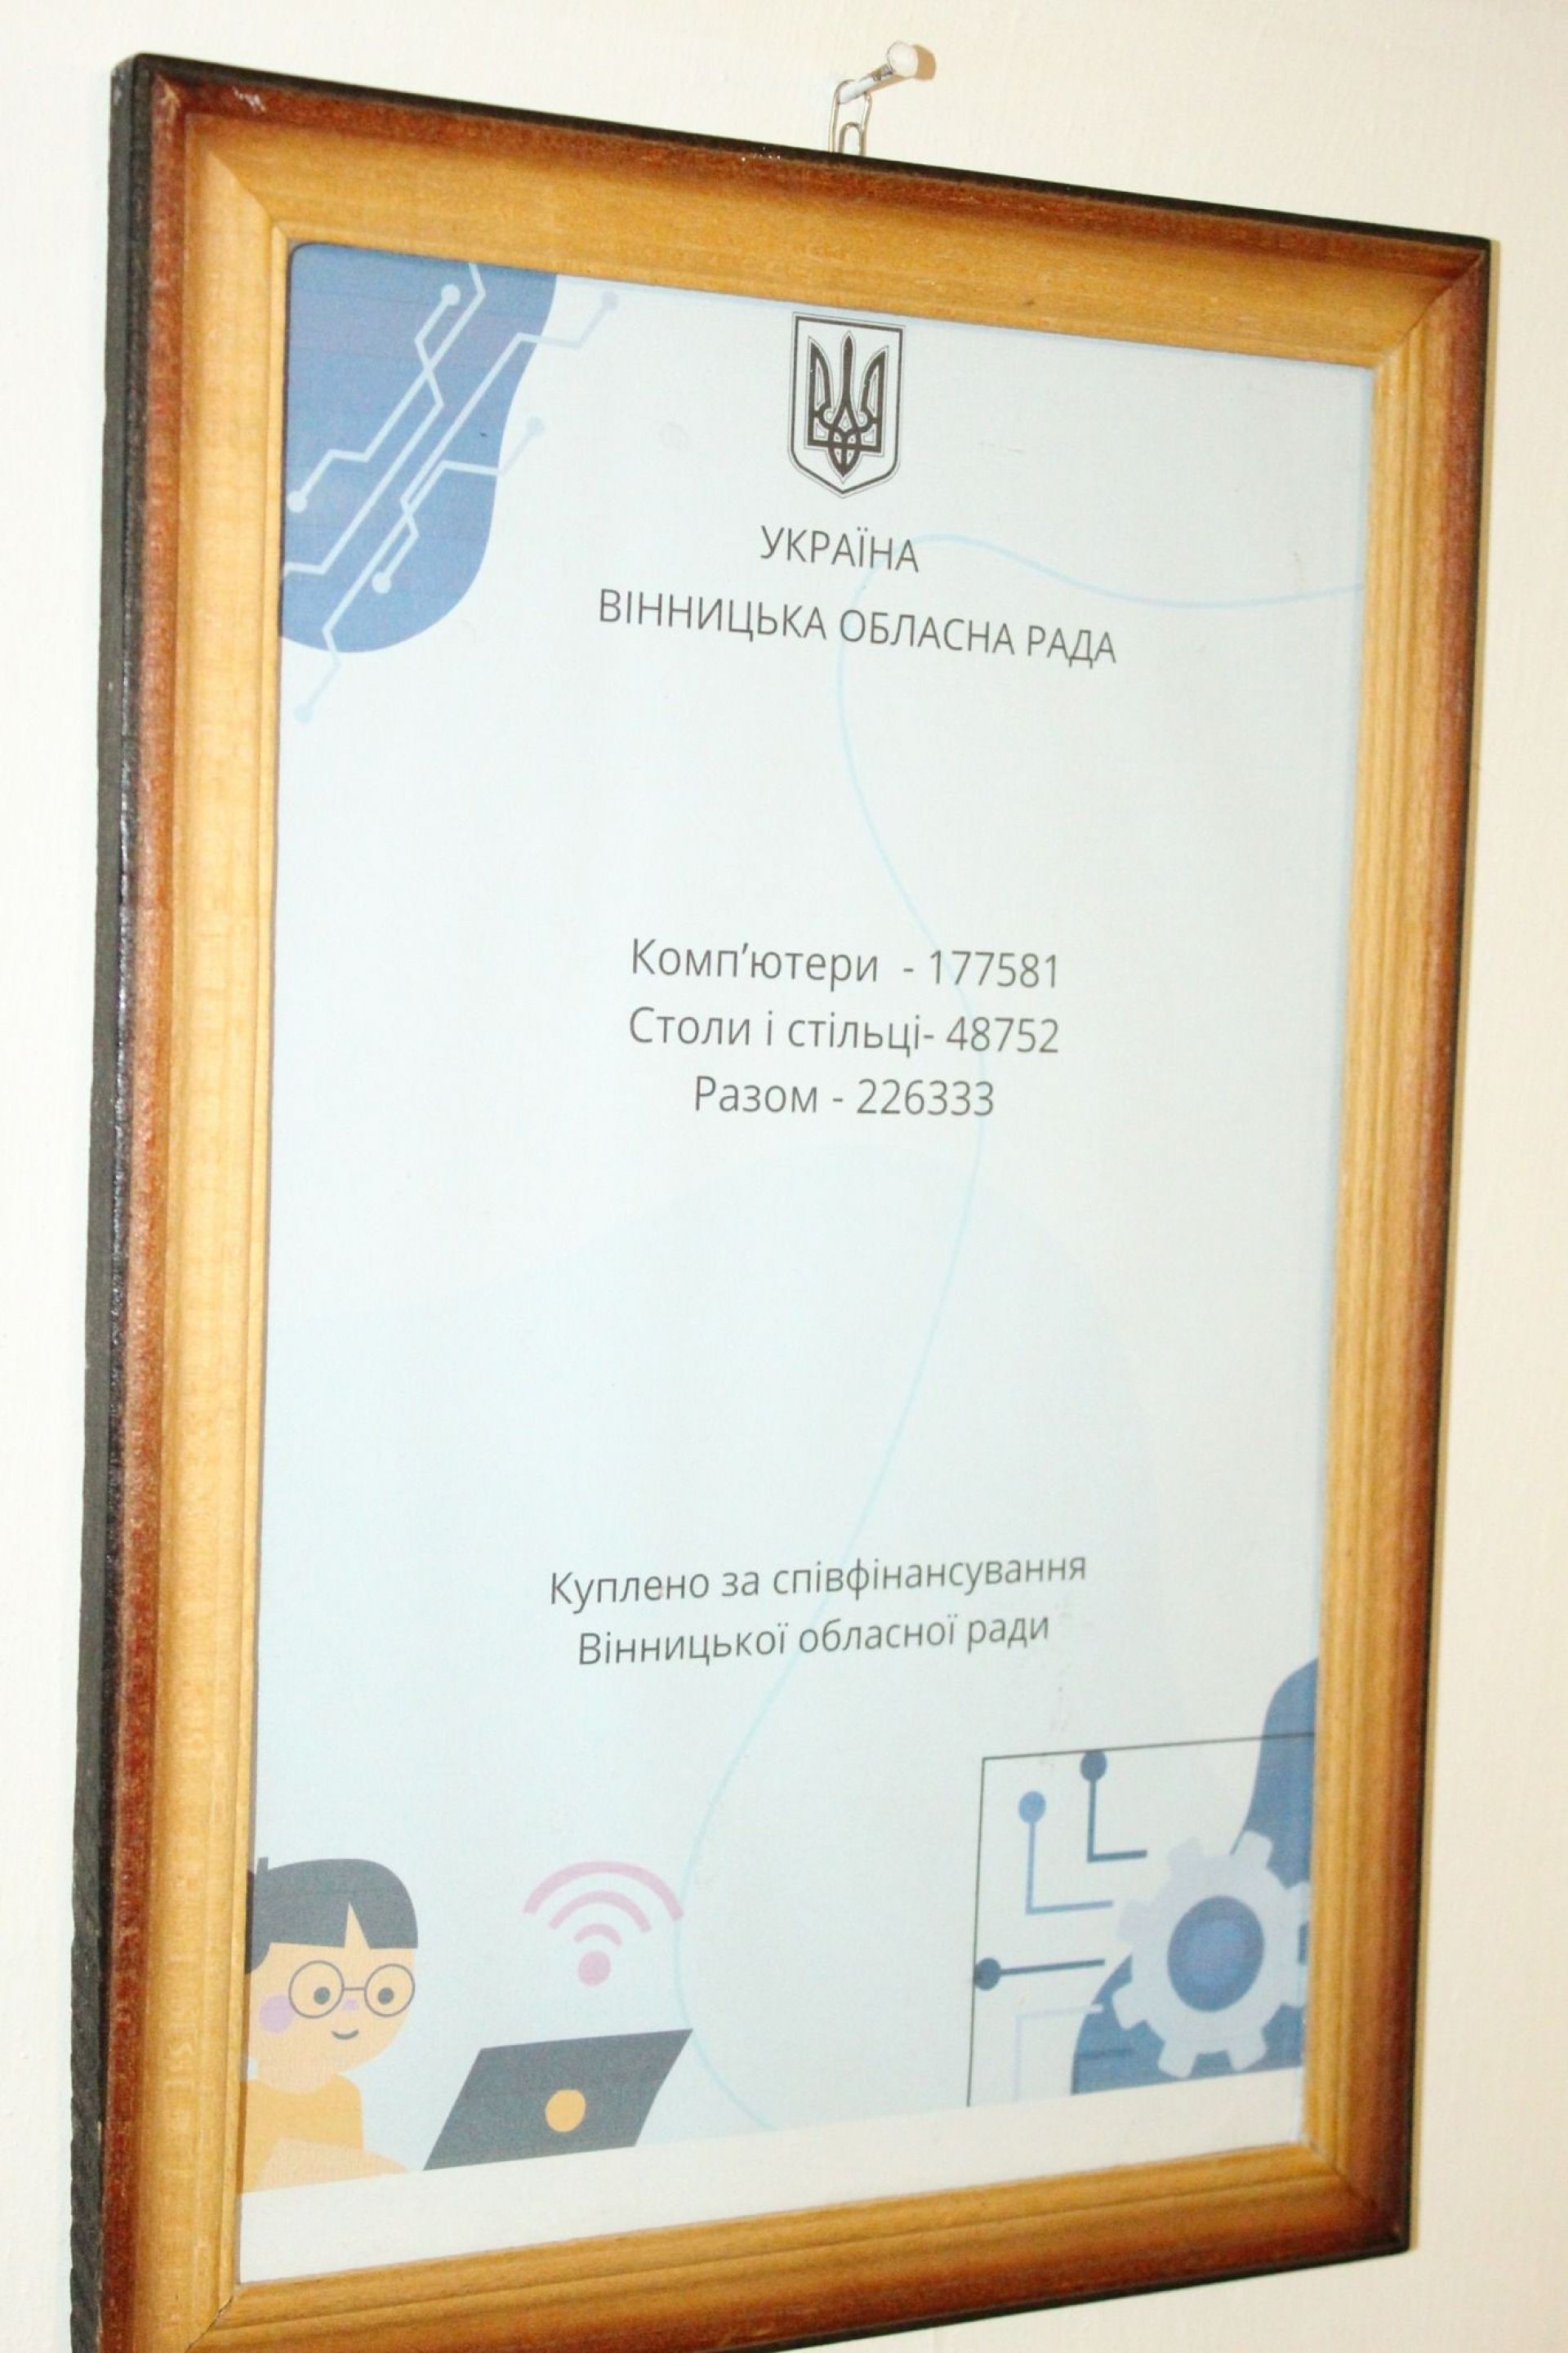 УКРАЇНА
ВІННИЦЬКА ОБЛАСНА РАДА
Комп’ютери - 177581
Столи і стільці- 48752
Разом - 226333
Куплено за співфінансування
Вінницької обласної ради